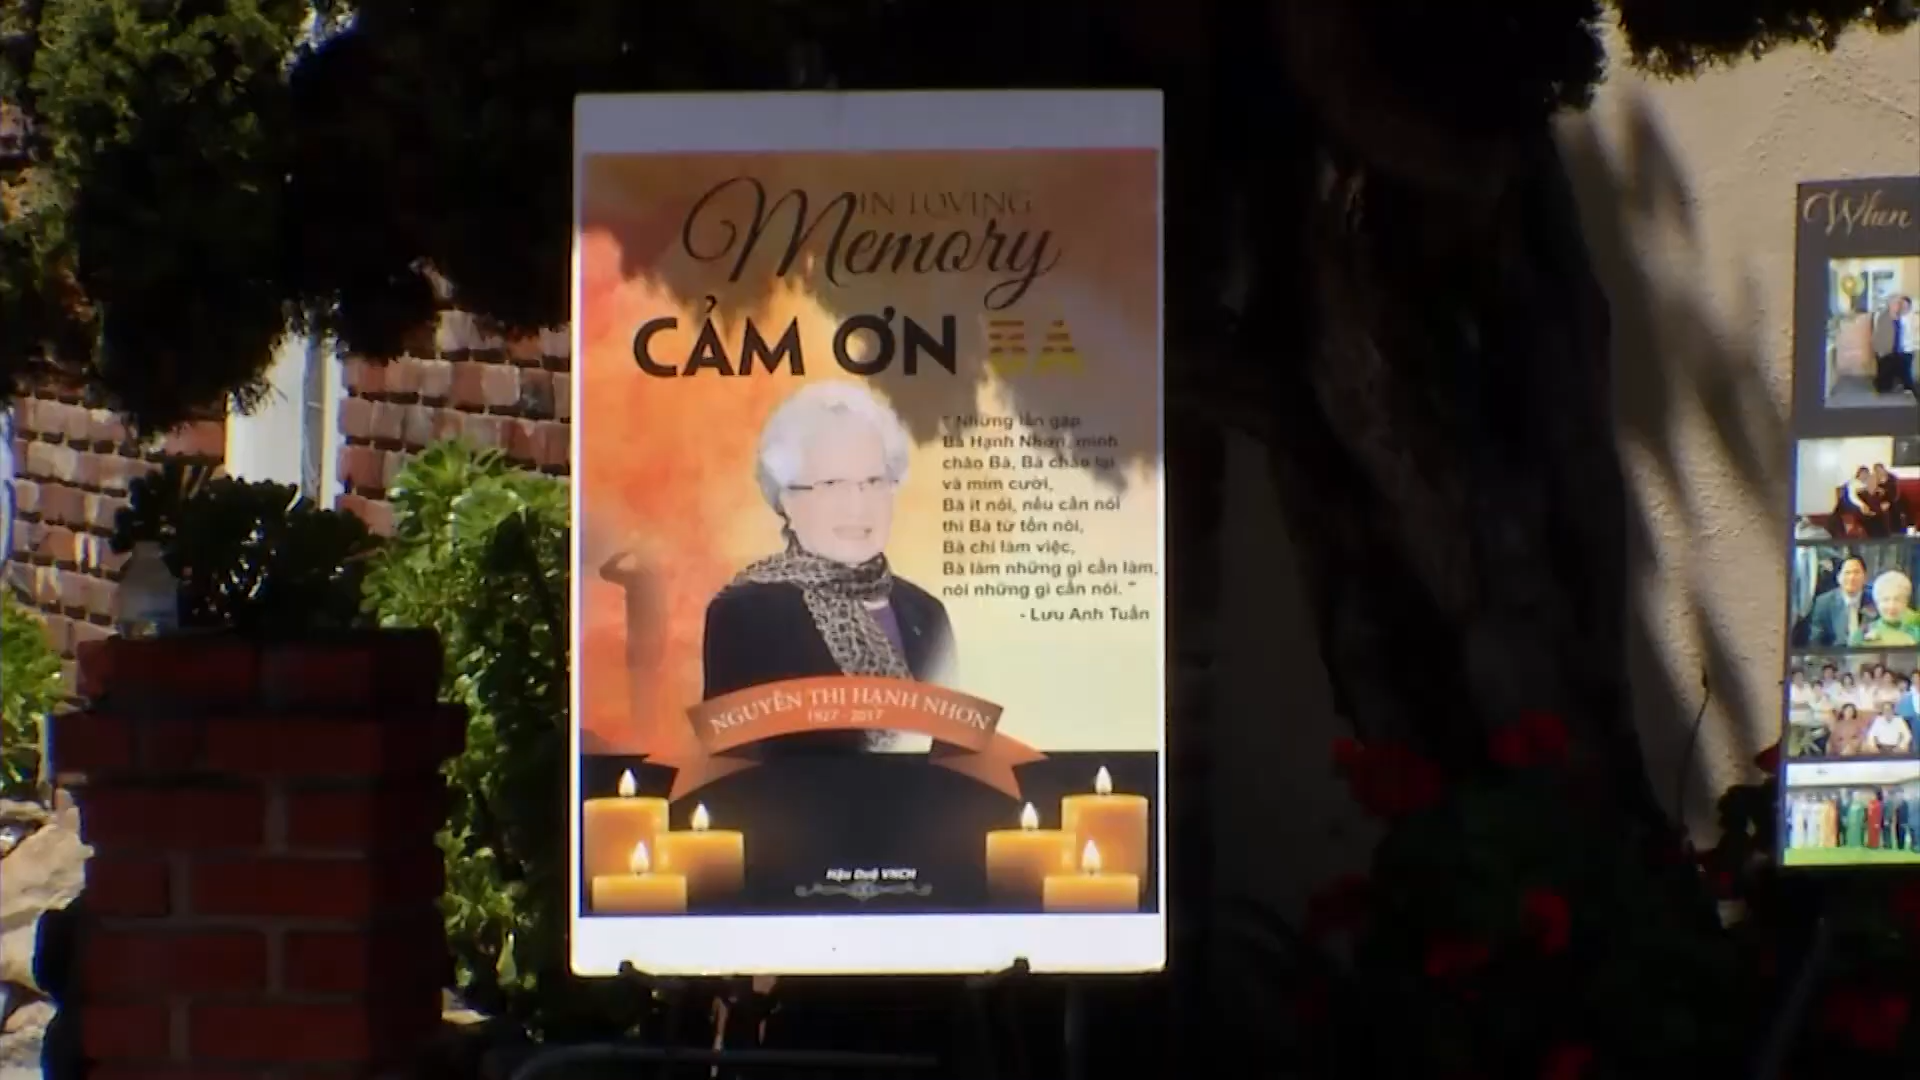 IN LOVING
Memory
CẢM ƠN BÀ
" Những lần gặp
Bà Hạnh Nhơn, mình
chào Bà, Bà chào lại
và mỉm cười,
Bà ít nói, nếu cần nói
thì Bà từ tốn nói,
Bà chỉ làm việc,
Bà làm những gì cần làm,
nói những gì cần nói. "
- Lưu Anh Tuấn
NGUYỄN THỊ HẠNH NHƠN
1927 - 2017
Hậu Duệ VNCH
When